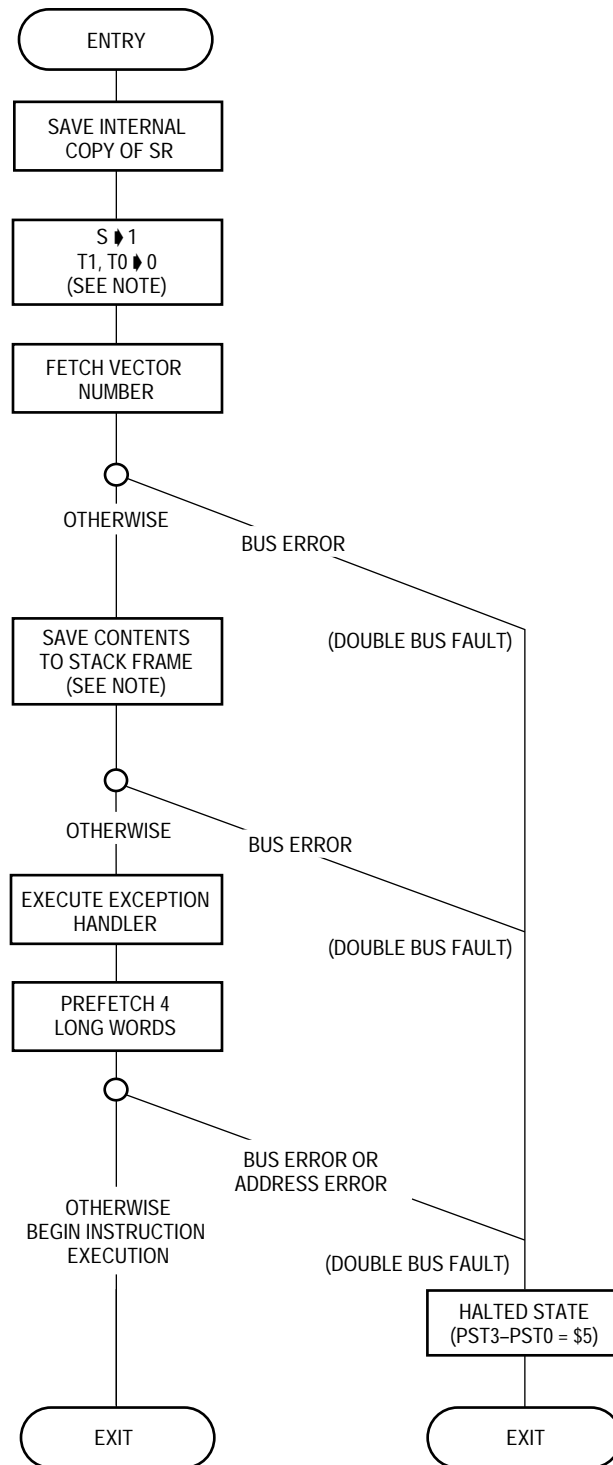 ENTRY
SAVE INTERNAL
COPY OF SR
S ➧ 1
T1, T0 ➧ 0
(SEE NOTE)
FETCH VECTOR
NUMBER
OTHERWISE
BUS ERROR
(DOUBLE BUS FAULT)
SAVE CONTENTS
TO STACK FRAME
(SEE NOTE)
OTHERWISE
BUS ERROR
(DOUBLE BUS FAULT)
EXECUTE EXCEPTION
HANDLER
PREFETCH 4
LONG WORDS
BUS ERROR OR
ADDRESS ERROR
OTHERWISE
BEGIN INSTRUCTION
EXECUTION
(DOUBLE BUS FAULT)
HALTED STATE
(PST3–PST0 = $5)
EXIT
EXIT